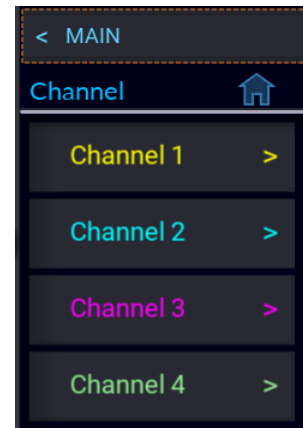 < MAIN
Channel
Channel 1 >
Channel 2 >
Channel 3 >
Channel 4 >